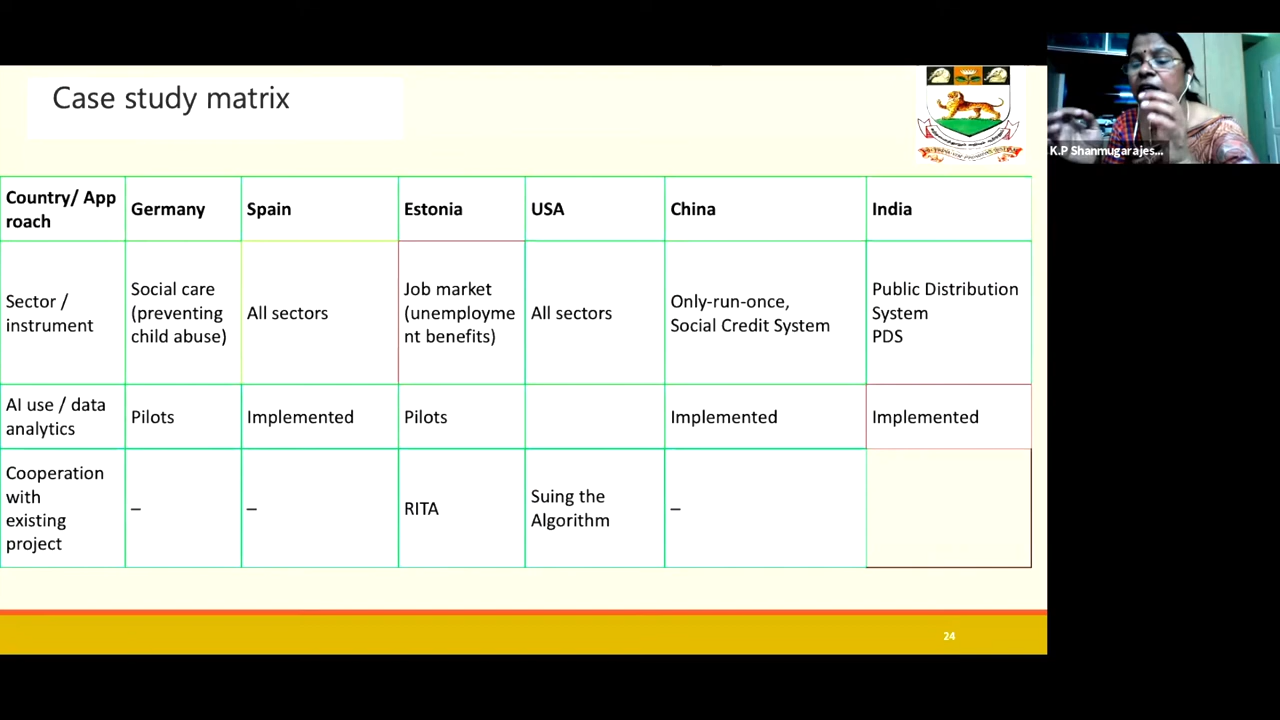 Case study matrix
K.P Shanmugarajes...
Country/ App
roach
Germany
Spain
Estonia
USA
China
India
Sector /
instrument
Social care
(preventing
child abuse)
All sectors
Job market
(unemployme
nt benefits)
All sectors
Only-run-once,
Social Credit System
Public Distribution
System
PDS
AI use / data
analytics
Pilots
Implemented
Pilots
Implemented
Implemented
Cooperation
with
existing
project
–
–
RITA
Suing the
Algorithm
–
24